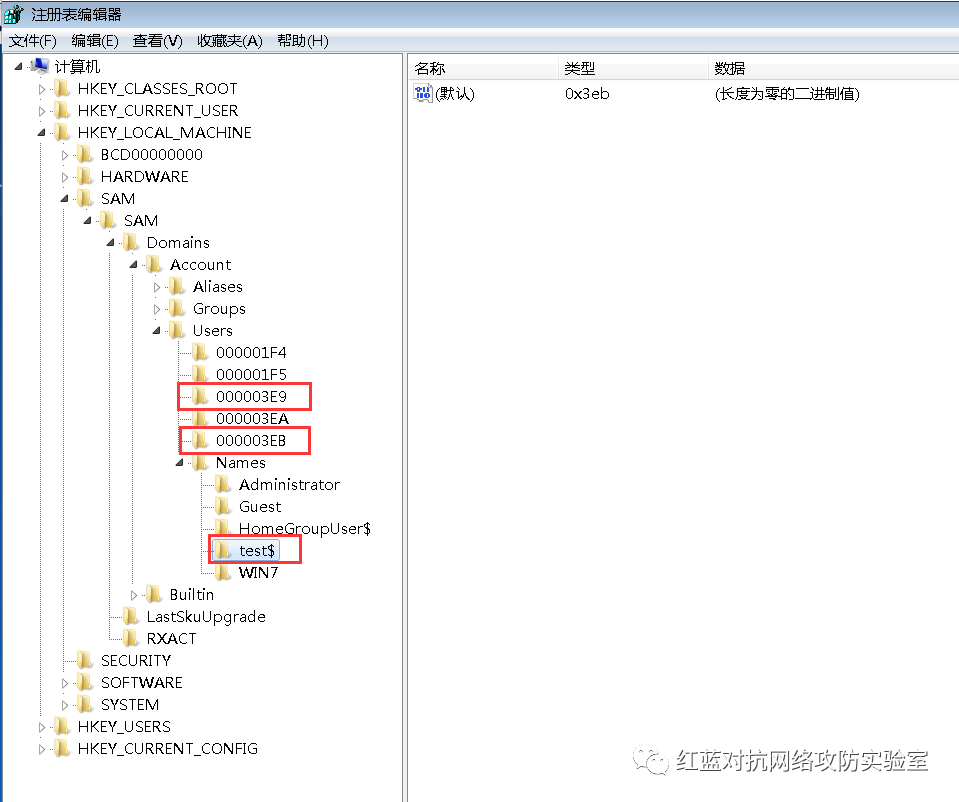 注册表编辑器
文件(F) 编辑(E) 查看(V) 收藏夹(A) 帮助(H)
计算机
HKEY_CLASSES_ROOT
HKEY_CURRENT_USER
HKEY_LOCAL_MACHINE
BCD00000000
HARDWARE
SAM
SAM
Domains
Account
Aliases
Groups
Users
000001F4
000001F5
000003E9
000003EA
000003EB
Names
Administrator
Guest
HomeGroupUser$
test$
WIN7
Builtin
LastSkuUpgrade
RXACT
SECURITY
SOFTWARE
SYSTEM
HKEY_USERS
HKEY_CURRENT_CONFIG
名称 类型 数据
(默认) 0x3eb (长度为零的二进制值)
红蓝对抗网络攻防实验室